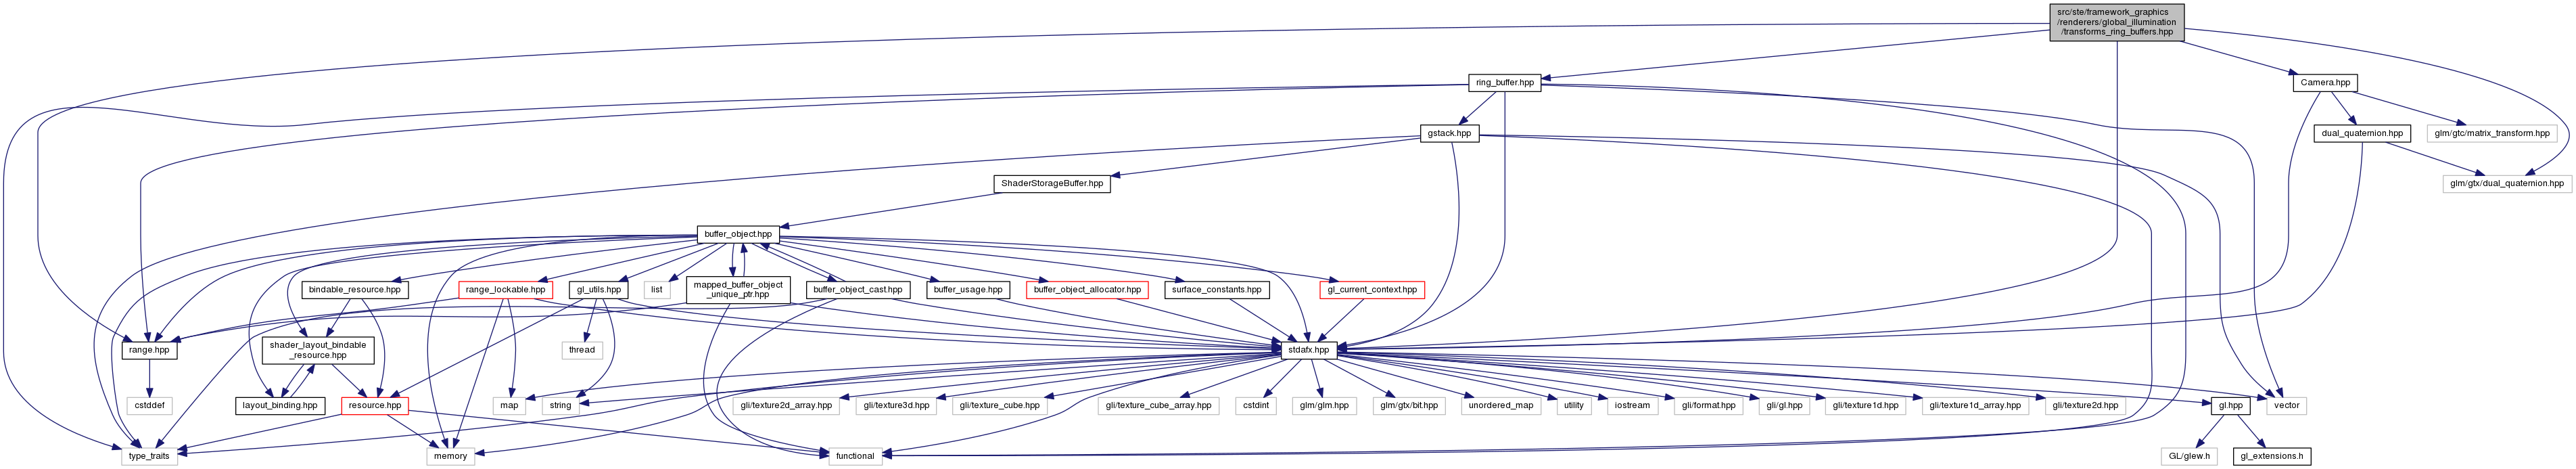 src/ste/framework_graphics
/renderers/global_illumination
/transforms_ring_buffers.hpp
ring_buffer.hpp
Camera.hpp
gstack.hpp
glm/gtc/matrix_transform.hpp
dual_quaternion.hpp
ShaderStorageBuffer.hpp
glm/gtx/dual_quaternion.hpp
buffer_object.hpp
bindable_resource.hpp
range_lockable.hpp
gl_utils.hpp
list
mapped_buffer_object
_unique_ptr.hpp
buffer_object_cast.hpp
buffer_usage.hpp
buffer_object_allocator.hpp
surface_constants.hpp
gl_current_context.hpp
range.hpp
shader_layout_bindable
_resource.hpp
thread
stdafx.hpp
cstddef
layout_binding.hpp
resource.hpp
map
string
gli/texture2d_array.hpp
gli/texture3d.hpp
gli/texture_cube.hpp
gli/texture_cube_array.hpp
cstdint
glm/glm.hpp
glm/gtx/bit.hpp
unordered_map
utility
iostream
gli/format.hpp
gli/gl.hpp
gli/texture1d.hpp
gli/texture1d_array.hpp
gli/texture2d.hpp
gl.hpp
vector
type_traits
memory
functional
GL/glew.h
gl_extensions.h